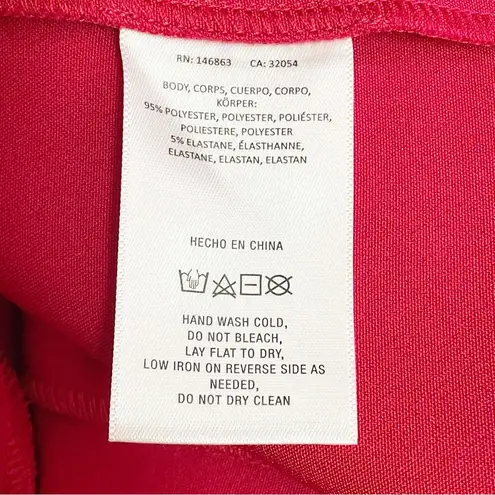 RN: 146863 CA: 32054
BODY, CORPS, CUERPO, CORPO,
KÖRPER:
95% POLYESTER, POLYESTER, POLIÉSTER,
POLIESTERE, POLYESTER
5% ELASTANE, ÉLASTHANNE,
ELASTANE, ELASTAN, ELASTAN
HECHO EN CHINA
HAND WASH COLD,
DO NOT BLEACH,
LAY FLAT TO DRY,
LOW IRON ON REVERSE SIDE AS
NEEDED,
DO NOT DRY CLEAN